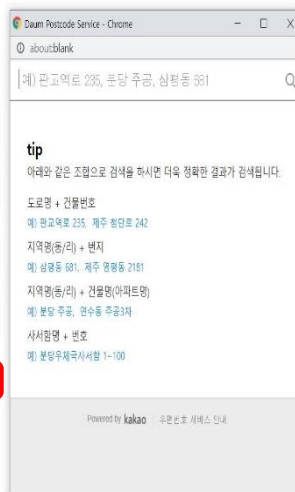 Daum Postcode Service - Chrome
about:blank
예) 판교역로 235, 분당 주공, 삼평동 681
tip
아래와 같은 조합으로 검색을 하시면 더욱 정확한 결과가 검색됩니다.
도로명 + 건물번호
예) 판교역로 235, 제주 첨단로 242
지역명(동/리) + 번지
예) 삼평동 681, 제주 영평동 2181
지역명(동/리) + 건물명(아파트명)
예) 분당 주공, 연수동 주공3차
사서함명 + 번호
예) 분당우체국사서함 1~100
Powered by kakao 우편번호 서비스 안내